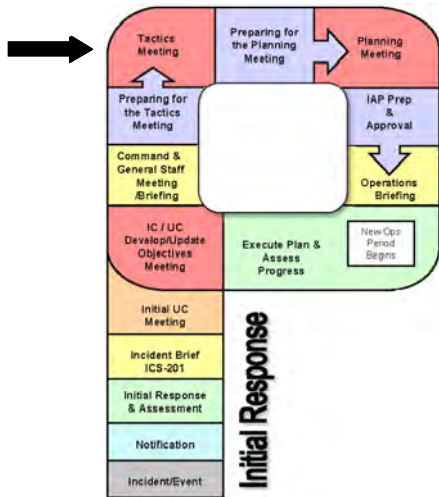 Tactics
Meeting
Preparing for
the Planning
Meeting
Planning
Meeting
Preparing for
the Tactics
Meeting
IAP Prep
&
Approval
Command &
General Staff
Meeting
/Briefing
Operations
Briefing
IC / UC
Develop/Update
Objectives
Meeting
Execute Plan &
Assess
Progress
New Ops
Period
Begins
Initial UC
Meeting
Incident Brief
ICS-201
Initial Response
& Assessment
Notification
Incident/Event
Initial Response